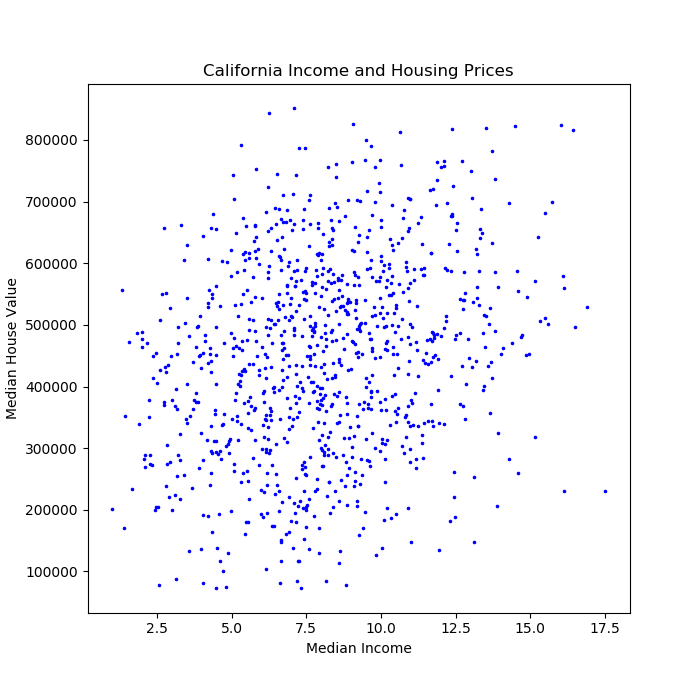 California Income and Housing Prices
800000
700000
600000
500000
400000
300000
200000
100000
Median House Value
2.5 5.0 7.5 10.0 12.5 15.0 17.5
Median Income